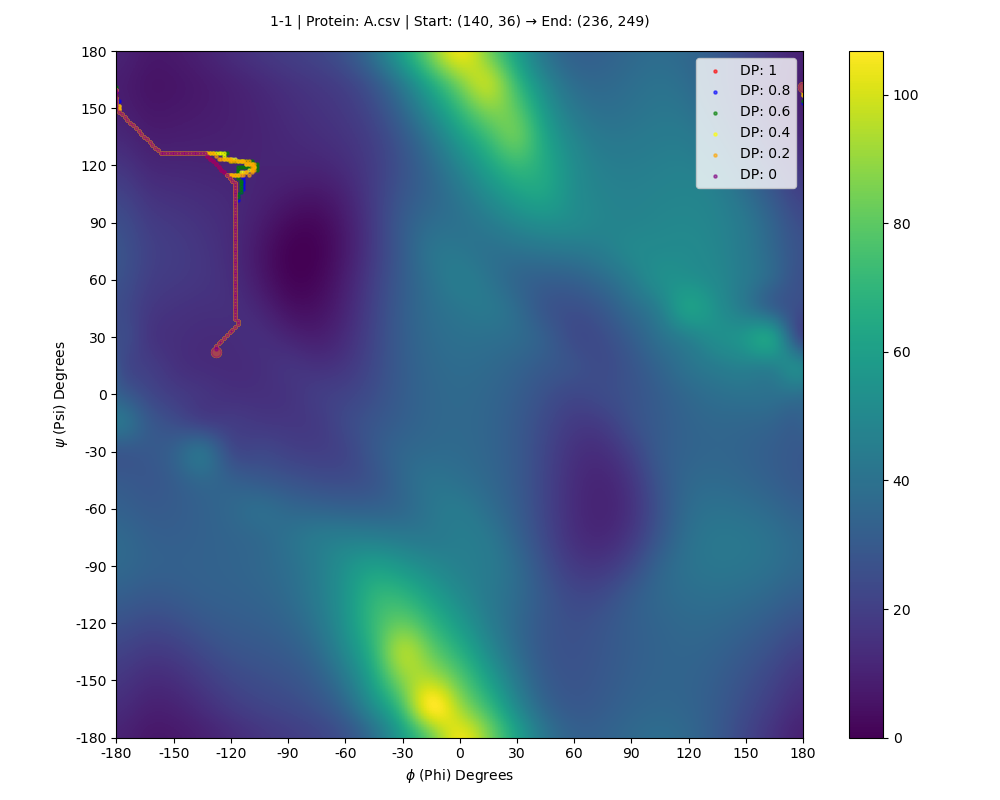 1-1 | Protein: A.csv | Start: (140, 36) → End: (236, 249)
DP: 1
DP: 0.8
DP: 0.6
DP: 0.4
DP: 0.2
DP: 0
180
150
120
90
60
30
0
-30
-60
-90
-120
-150
-180
ψ (Psi) Degrees
-180 -150 -120 -90 -60 -30 0 30 60 90 120 150 180
ϕ (Phi) Degrees
100
80
60
40
20
0